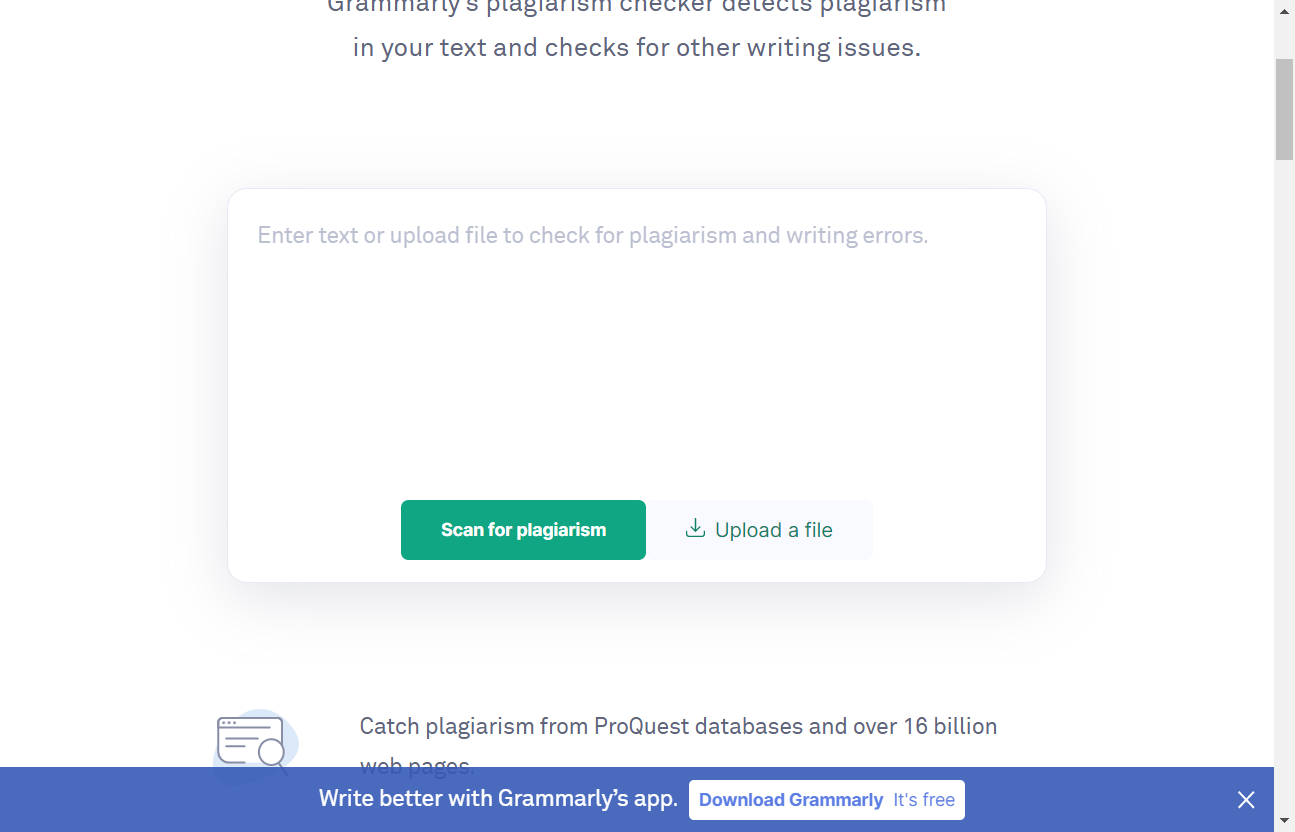 Grammarly's plagiarism checker detects plagiarism
in your text and checks for other writing issues.
Enter text or upload file to check for plagiarism and writing errors.
Scan for plagiarism
Upload a file
Catch plagiarism from ProQuest databases and over 16 billion
web pages.
Write better with Grammarly’s app.
Download Grammarly It's free